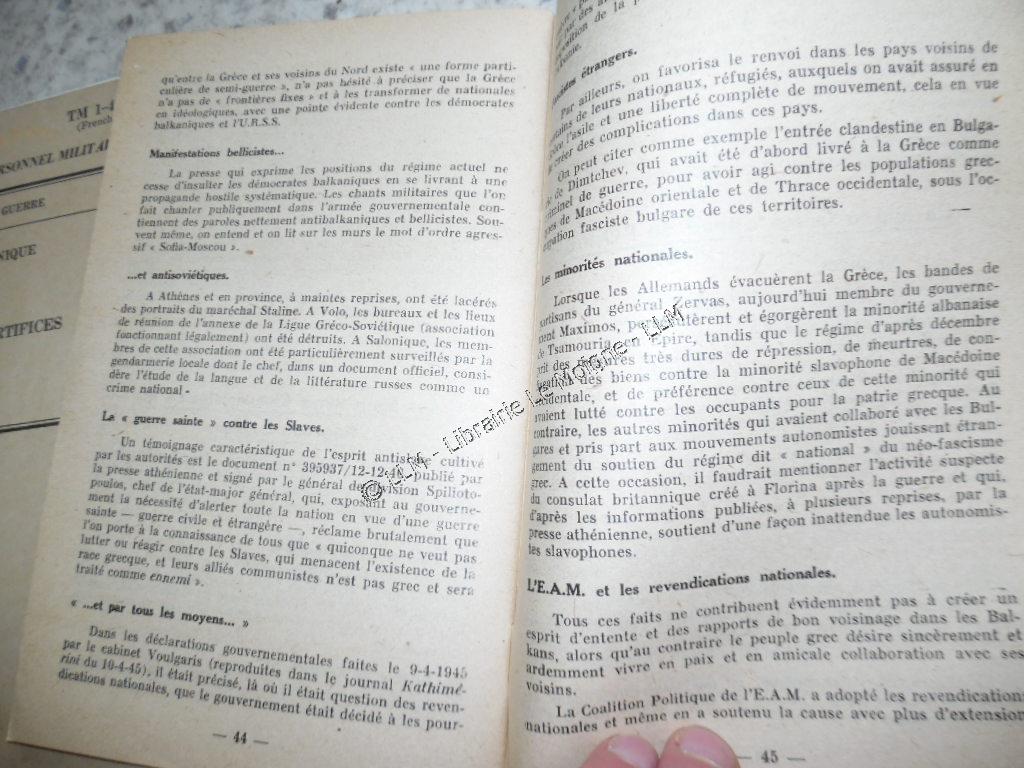 TM 1-4
(French
RSONNEL MILITAI
GUERRE
NIQUE
RTIFICES
qu'entre la Grèce et ses voisins du Nord existe « une forme parti-
culière de semi-guerre », n'a pas hésité à préciser que la Grèce
n'a pas de « frontières fixes » et à les transformer de nationales
en idéologiques, avec une pointe évidente contre les démocrates
balkaniques et l'U.R.S.S.
Manifestations bellicistes...
La presse qui exprime les positions du régime actuel ne
cesse d'insulter les démocrates balkaniques en se livrant à une
propagande hostile systématique. Les chants militaires que l'on
fait chanter publiquement dans l'armée gouvernementale con-
tiennent des paroles nettement antibalkaniques et bellicistes. Sou-
vent même, on entend et on lit sur les murs le mot d'ordre agres-
sif « Sofia-Moscou ».
...et antisoviétiques.
A Athènes et en province, à maintes reprises, ont été lacérés
des portraits du maréchal Staline. A Volo, les bureaux et les lieux
de réunion de l'annexe de la Ligue Gréco-Soviétique (association
fonctionnant légalement) ont été détruits. A Salonique, les mem-
bres de cette association ont été particulièrement surveillés par la
gendarmerie locale dont le chef, dans un document officiel, consi-
dère l'étude de la langue et de la littérature russes comme un
crime national -
La « guerre sainte » contre les Slaves.
Un témoignage caractéristique de l'esprit cultivé
par les autorités est le document n° 395937/12-12- publié par
la presse athénienne et signé par le général de division Spilioto-
poulos, chef de l'état-major général, qui, exposant au gouverne-
ment la nécessité d'alerter toute la nation en vue d'une guerre
sainte — guerre civile et étrangère —, réclame brutalement que
l'on porte à la connaissance de tous que « quiconque ne veut pas
lutter ou réagir contre les Slaves, qui menacent l'existence de la
race grecque, et leurs alliés communistes n'est pas grec et sera
traité comme ennemi ».
« ...et par tous les moyens... »
Dans les déclarations gouvernementales faites le 9-4-1945
par le cabinet Voulgaris (reproduites dans le journal Kathimé-
rini du 10-4-45), il était précisé, là où il était question des reven-
dications nationales, que le gouvernement était décidé à les pour-
— 44 —
étrangers.
Par ailleurs, on favorisa le renvoi dans les pays voisins de
tains de leurs nationaux, réfugiés, auxquels on avait assuré en
l'asile et une liberté complète de mouvement, cela en vue
créer des complications dans ces pays.
On peut citer comme exemple l'entrée clandestine en Bulga-
de Dimtchev, qui avait été d'abord livré à la Grèce comme
criminel de guerre, pour avoir agi contre les populations grec-
ques de Macédoine orientale et de Thrace occidentale, sous l'oc-
cupation fasciste bulgare de ces territoires.
Les minorités nationales.
Lorsque les Allemands évacuèrent la Grèce, les bandes de
partisans du général Zervas, aujourd'hui membre du gouverne-
ment Maximos, et égorgèrent la minorité albanaise
de Tsamouria en Epire, tandis que le régime d'après décembre
prit des mesures très dures de répression, de meurtres, de con-
fiscation des biens contre la minorité slavophone de Macédoine
occidentale, et de préférence contre ceux de cette minorité qui
avaient lutté contre les occupants pour la patrie grecque. Au
contraire, les autres minorités qui avaient collaboré avec les Bul-
gares et pris part aux mouvements autonomistes jouissent étran-
gement du soutien du régime dit « national » du néo-fascisme
grec. A cette occasion, il faudrait mentionner l'activité suspecte
du consulat britannique créé à Florina après la guerre et qui,
d'après les informations publiées, à plusieurs reprises, par la
presse athénienne, soutient d'une façon inattendue les autonomis-
tes slavophones.
L'E.A.M. et les revendications nationales.
Tous ces faits ne contribuent évidemment pas à créer un
esprit d'entente et des rapports de bon voisinage dans les Bal-
kans, alors qu'au contraire le peuple grec désire sincèrement et
ardemment vivre en paix et en amicale collaboration avec ses
voisins.
La Coalition Politique de l'E.A.M. a adopté les revendications
nationales et même en a soutenu la cause avec plus d'extension
— 45 —
© LLM - Librairie Le Moigne - LLM